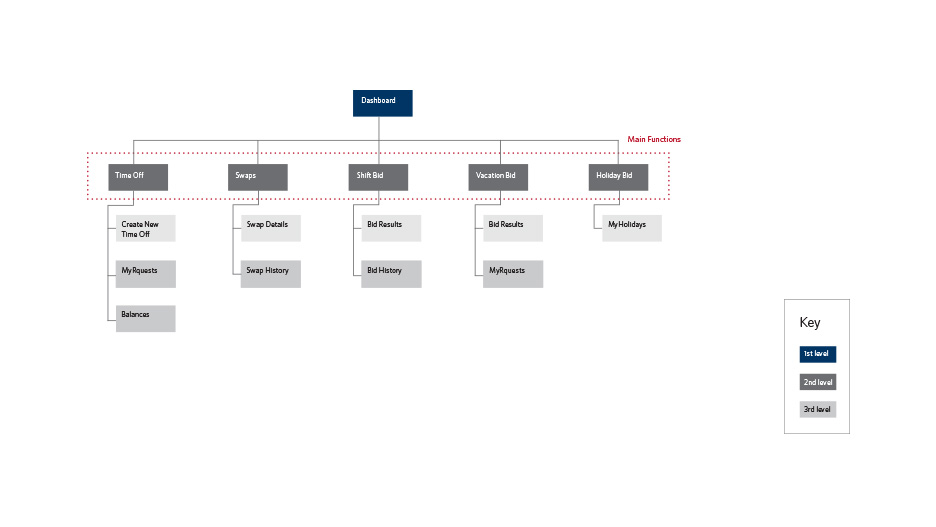 Dashboard
Main Functions
Time Off
Swaps
Shift Bid
Vacation Bid
Holiday Bid
Create New
Time Off
Swap Details
Bid Results
Bid Results
MyHolidays
MyRquests
Swap History
Bid History
MyRquests
Balances
Key
1st level
2nd level
3rd level